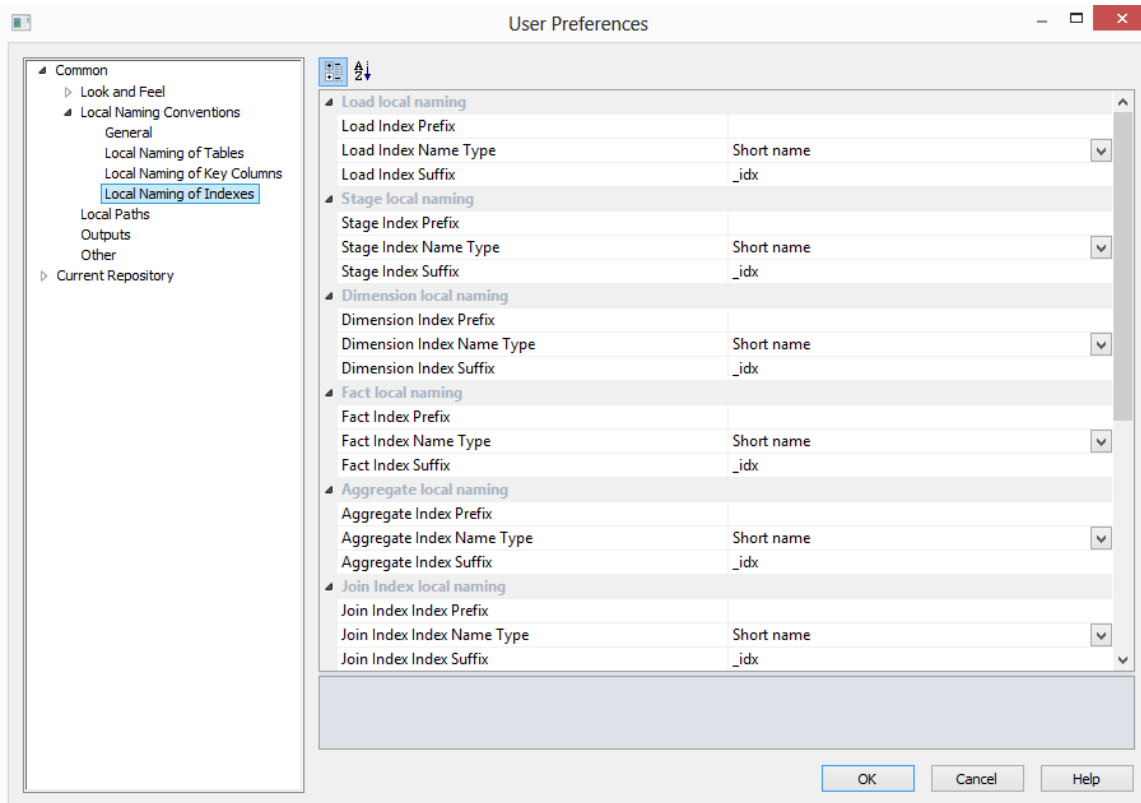 User Preferences
Common
Look and Feel
Local Naming Conventions
General
Local Naming of Tables
Local Naming of Key Columns
Local Naming of Indexes
Local Paths
Outputs
Other
Current Repository
Load local naming
Load Index Prefix
Load Index Name Type Short name
Load Index Suffix _idx
Stage local naming
Stage Index Prefix
Stage Index Name Type Short name
Stage Index Suffix _idx
Dimension local naming
Dimension Index Prefix
Dimension Index Name Type Short name
Dimension Index Suffix _idx
Fact local naming
Fact Index Prefix
Fact Index Name Type Short name
Fact Index Suffix _idx
Aggregate local naming
Aggregate Index Prefix
Aggregate Index Name Type Short name
Aggregate Index Suffix _idx
Join Index local naming
Join Index Index Prefix
Join Index Index Name Type Short name
Join Index Index Suffix _idx
OK Cancel Help